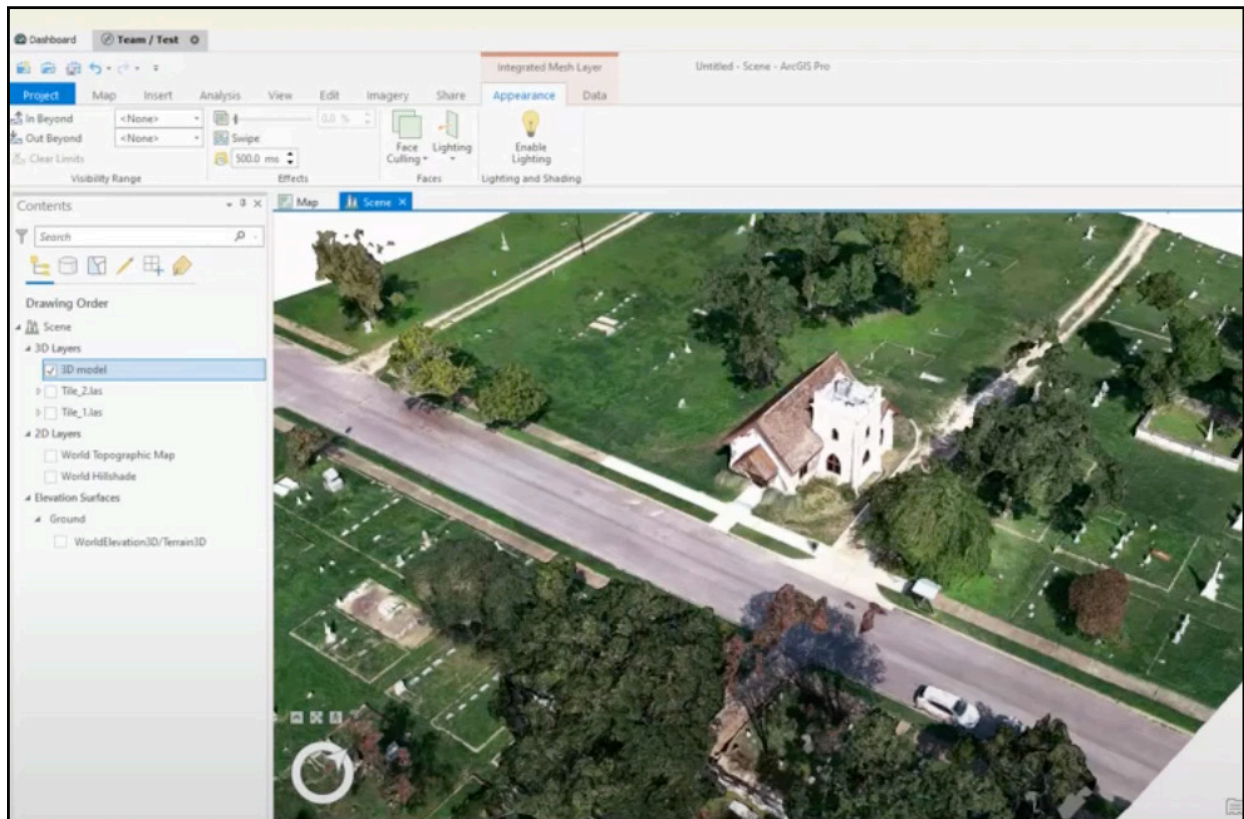 Dashboard Team / Test
Integrated Mesh Layer Untitled - Scene - ArcGIS Pro
Project Map Insert Analysis View Edit Imagery Share Appearance Data
In Beyond <None>
Out Beyond <None>
Clear Limits
Visibility Range
0.0 %
Swipe
500.0 ms
Effects
Face Culling
Lighting
Faces
Enable Lighting
Lighting and Shading
Contents
Search
Drawing Order
Scene
3D Layers
3D model
Tile_2.las
Tile_1.las
2D Layers
World Topographic Map
World Hillshade
Elevation Surfaces
Ground
WorldElevation3D/Terrain3D
Map Scene